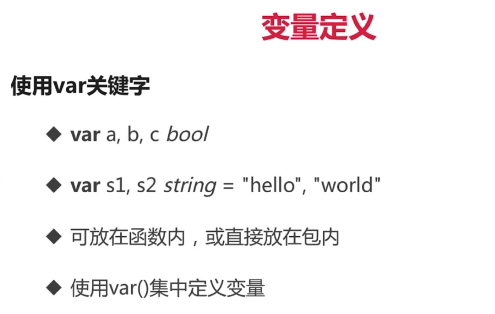 变量定义
使用var关键字
◆ var a, b, c bool
◆ var s1, s2 string = "hello", "world"
◆ 可放在函数内，或直接放在包内
◆ 使用var()集中定义变量